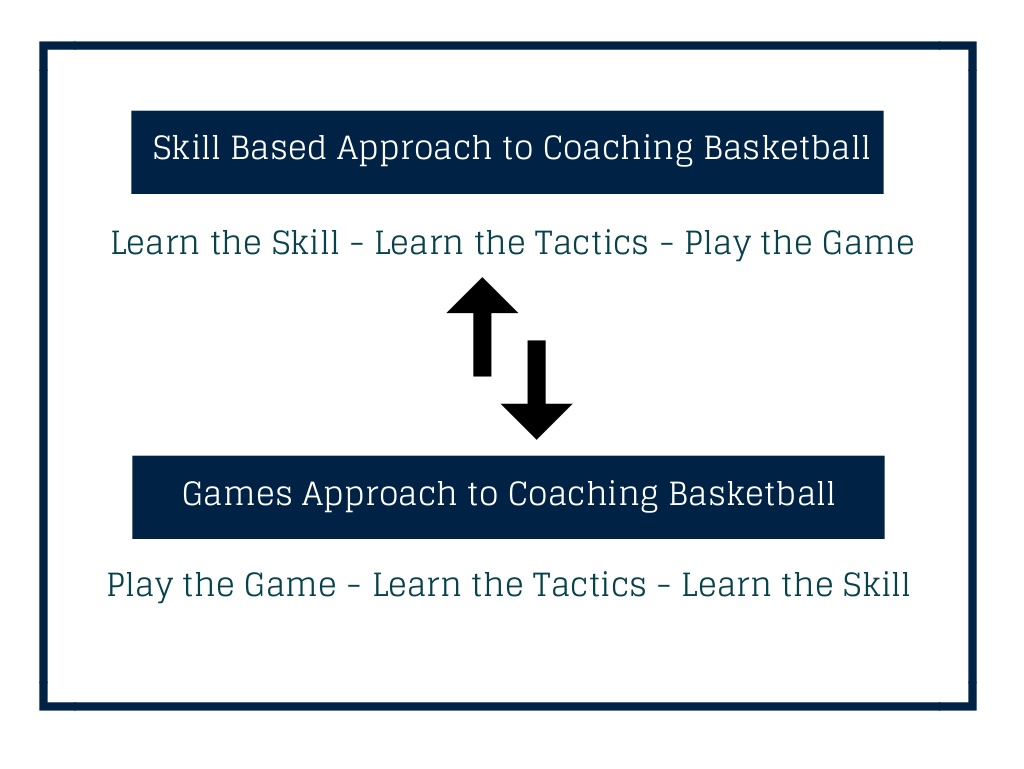 Skill Based Approach to Coaching Basketball
Learn the Skill - Learn the Tactics - Play the Game
Games Approach to Coaching Basketball
Play the Game - Learn the Tactics - Learn the Skill